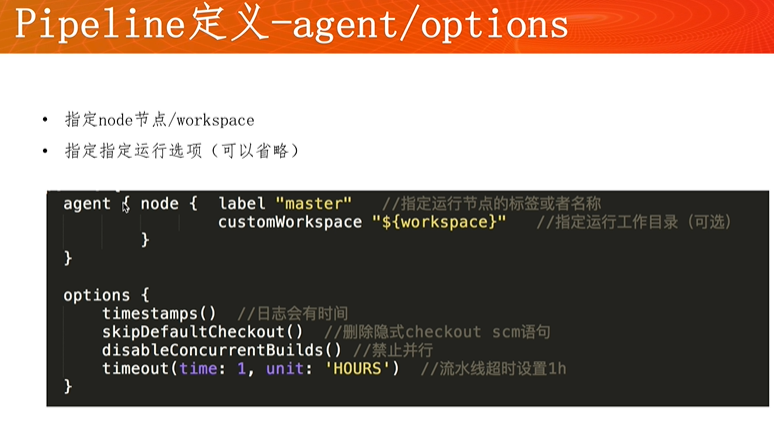 Pipeline定义-agent/options
• 指定node节点/workspace
• 指定指定运行选项（可以省略）
agent { node {  label "master"   //指定运行节点的标签或者名称
customWorkspace "${workspace}"   //指定运行工作目录（可选）
}
}
options {
timestamps()  //日志会有时间
skipDefaultCheckout()  //删除隐式checkout scm语句
disableConcurrentBuilds() //禁止并行
timeout(time: 1, unit: 'HOURS')  //流水线超时设置1h
}